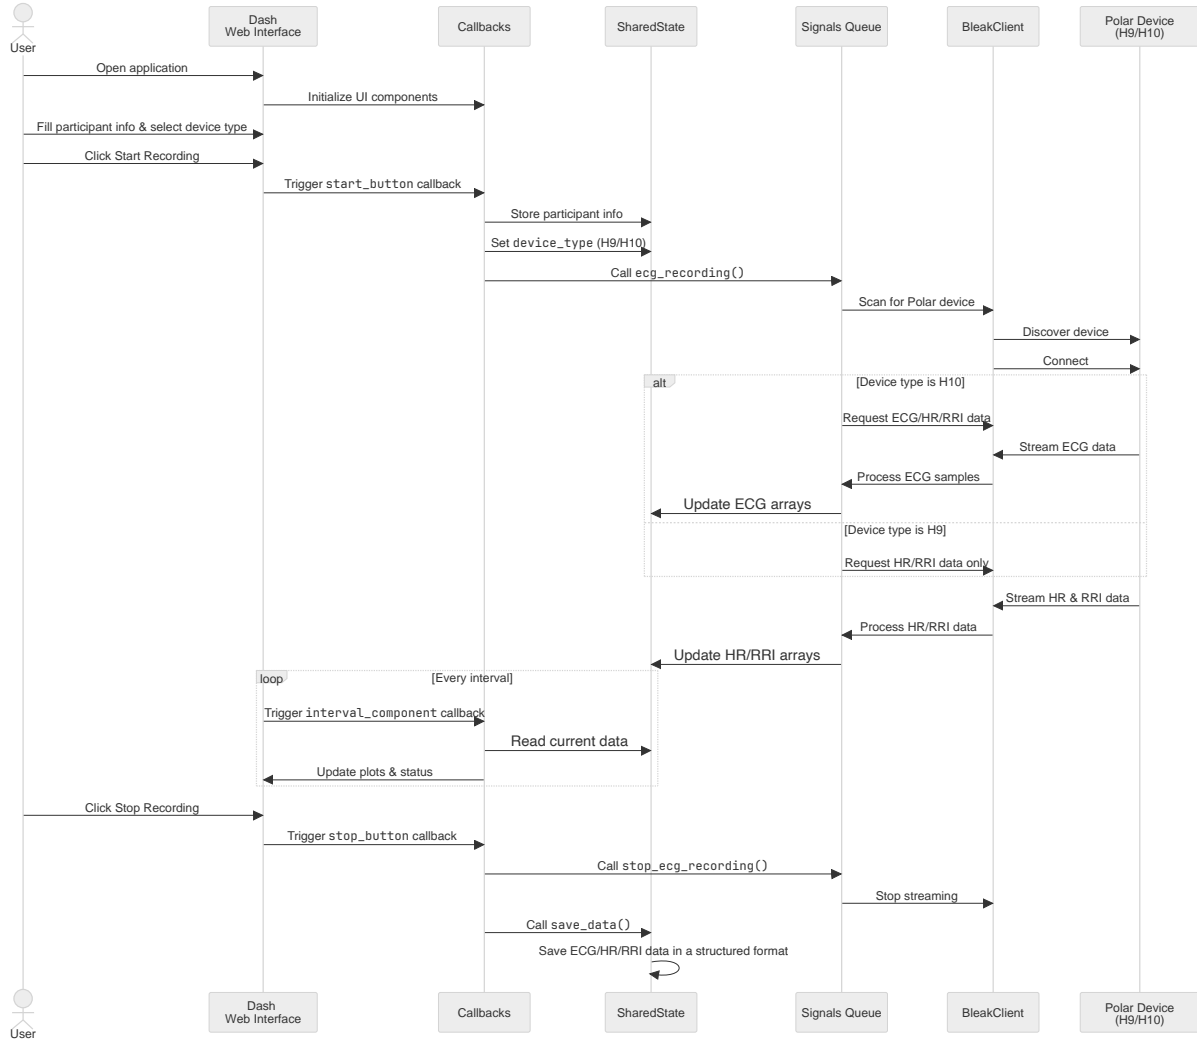 User
Dash
Web Interface
Callbacks
SharedState
Signals Queue
BleakClient
Polar Device
(H9/H10)
Open application
Initialize UI components
Fill participant info & select device type
Click Start Recording
Trigger start_button callback
Store participant info
Set device_type (H9/H10)
Call ecg_recording()
Scan for Polar device
Discover device
Connect
alt
[Device type is H10]
Request ECG/HR/RRI data
Stream ECG data
Process ECG samples
Update ECG arrays
[Device type is H9]
Request HR/RRI data only
Stream HR & RRI data
Process HR/RRI data
Update HR/RRI arrays
loop
[Every interval]
Trigger interval_component callback
Read current data
Update plots & status
Click Stop Recording
Trigger stop_button callback
Call stop_ecg_recording()
Stop streaming
Call save_data()
Save ECG/HR/RRI data in a structured format
User
Dash
Web Interface
Callbacks
SharedState
Signals Queue
BleakClient
Polar Device
(H9/H10)